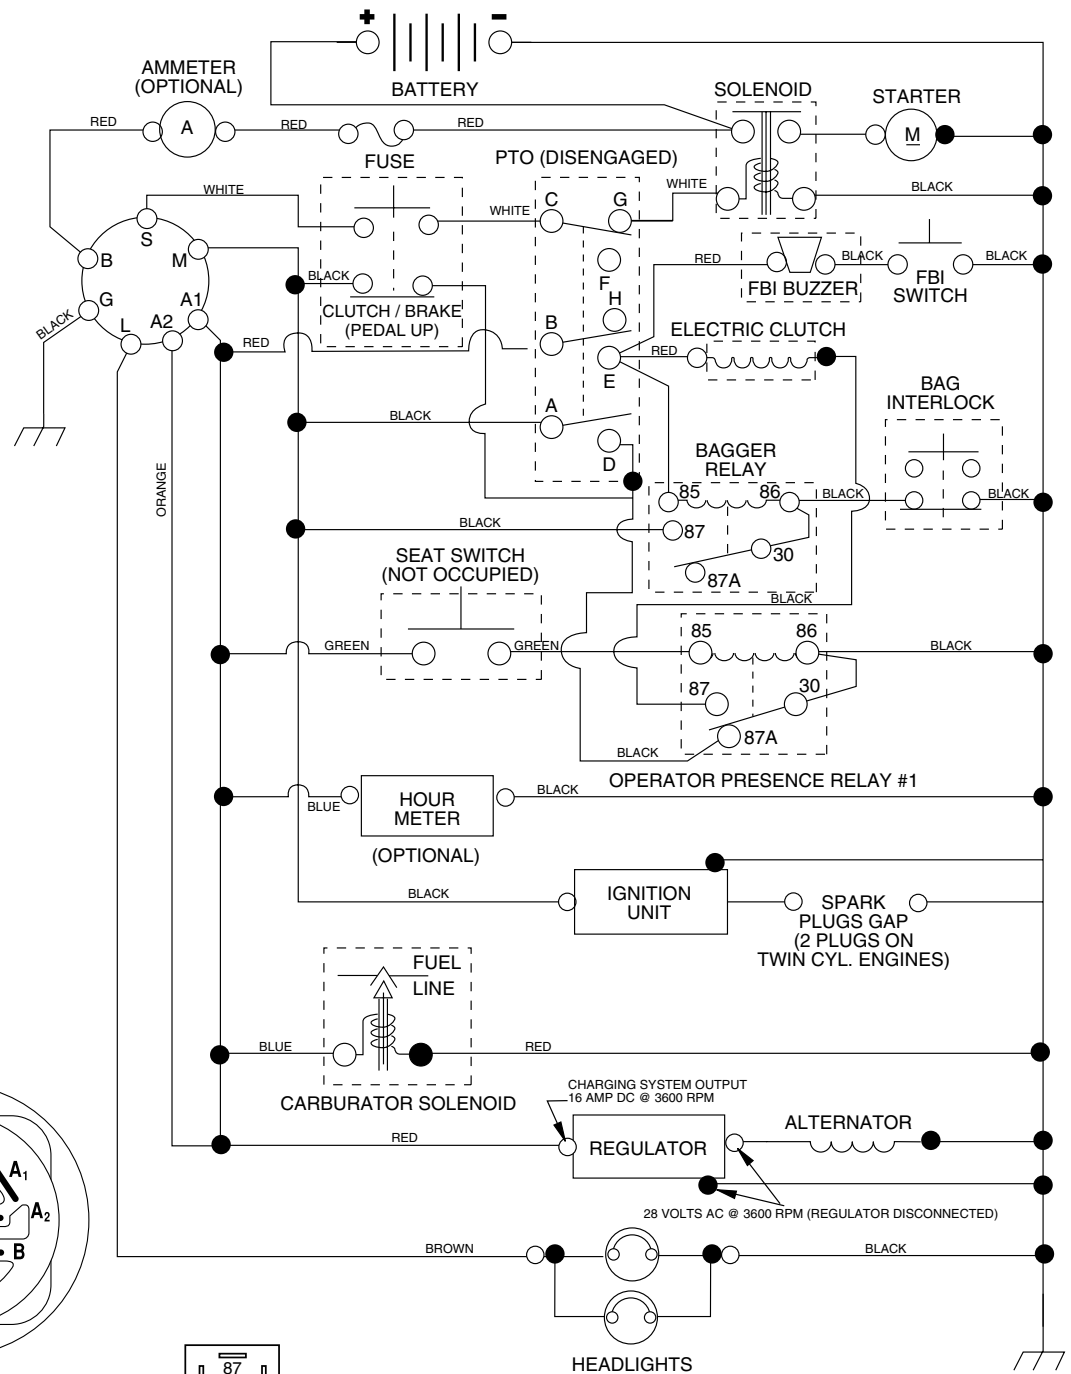 + -
BATTERY
AMMETER
(OPTIONAL)
SOLENOID
STARTER
RED
A
RED
RED
M
FUSE
PTO (DISENGAGED)
WHITE
WHITE
C
G
WHITE
BLACK
S
B
M
G
A1
L
A2
BLACK
BLACK
CLUTCH / BRAKE
(PEDAL UP)
F
H
RED
FBI BUZZER
BLACK
FBI
SWITCH
BLACK
RED
B
E
RED
ELECTRIC CLUTCH
BAG
INTERLOCK
BLACK
A
D
ORANGE
BAGGER
RELAY
85
86
BLACK
BLACK
BLACK
87
30
87A
BLACK
SEAT SWITCH
(NOT OCCUPIED)
GREEN
GREEN
85
86
BLACK
87
30
87A
BLACK
OPERATOR PRESENCE RELAY #1
BLUE
HOUR
METER
BLACK
(OPTIONAL)
BLACK
IGNITION
UNIT
SPARK
PLUGS GAP
(2 PLUGS ON
TWIN CYL. ENGINES)
FUEL
LINE
BLUE
RED
CARBURATOR SOLENOID
CHARGING SYSTEM OUTPUT
16 AMP DC @ 3600 RPM
RED
REGULATOR
ALTERNATOR
28 VOLTS AC @ 3600 RPM (REGULATOR DISCONNECTED)
A1
A2
B
BROWN
BLACK
HEADLIGHTS
87